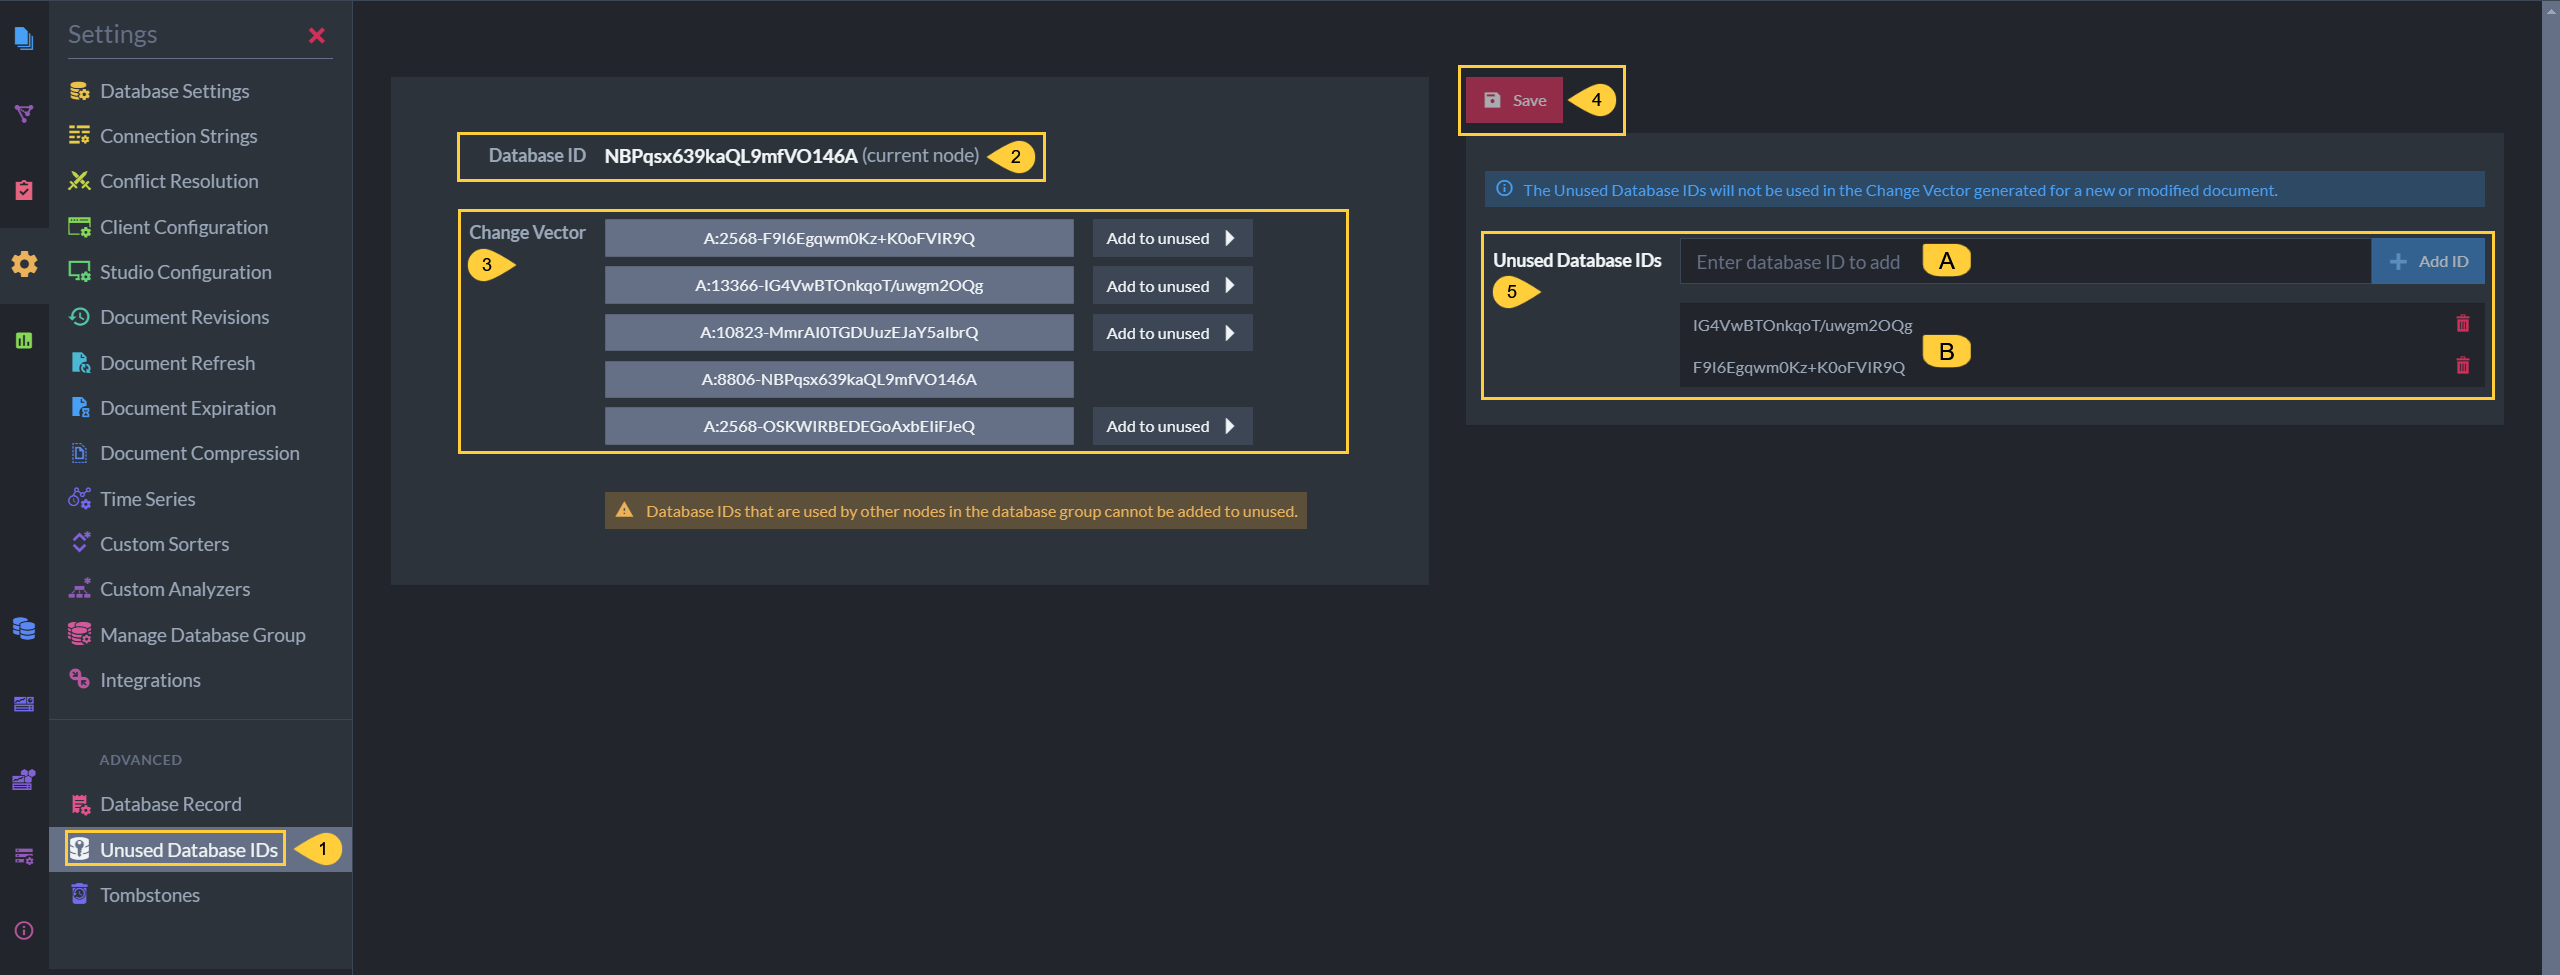 Settings
Database Settings
Connection Strings
Conflict Resolution
Client Configuration
Studio Configuration
Document Revisions
Document Refresh
Document Expiration
Document Compression
Time Series
Custom Sorters
Custom Analyzers
Manage Database Group
Integrations
ADVANCED
Database Record
Unused Database IDs 1
Tombstones
Database ID NBPqsx639kaQL9mfVO146A (current node) 2
Change Vector
3
A:2568-F9I6Egqwm0Kz+K0oFVIR9Q Add to unused
A:13366-IG4VwBTOnkqoT/uwgm2OQg Add to unused
A:10823-MmrAI0TGDUuzEJaY5aIbrQ Add to unused
A:8806-NBPqsx639kaQL9mfVO146A
A:2568-OSKWIRBEDEGoAxbEIiFJeQ Add to unused
Database IDs that are used by other nodes in the database group cannot be added to unused.
Save 4
The Unused Database IDs will not be used in the Change Vector generated for a new or modified document.
Unused Database IDs Enter database ID to add A Add ID
5
IG4VwBTOnkqoT/uwgm2OQg
B
F9I6Egqwm0Kz+K0oFVIR9Q